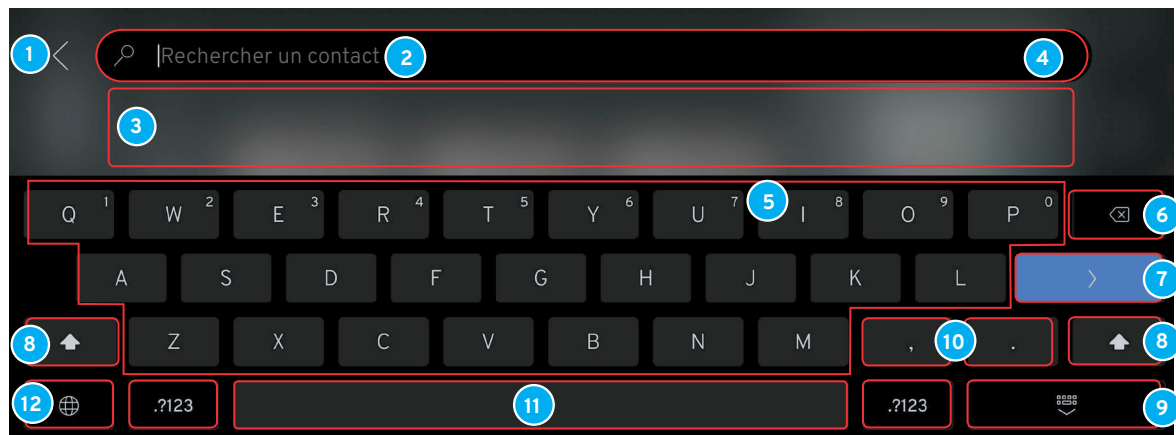 1 Rechercher un contact 2 4
3
5
Q 1 W 2 E 3 R 4 T 5 Y 6 U 7 I 8 O 9 P 0 6
A S D F G H J K L 7
8 Z X C V B N M , 10 . 8
12 .?123 11 .?123 9